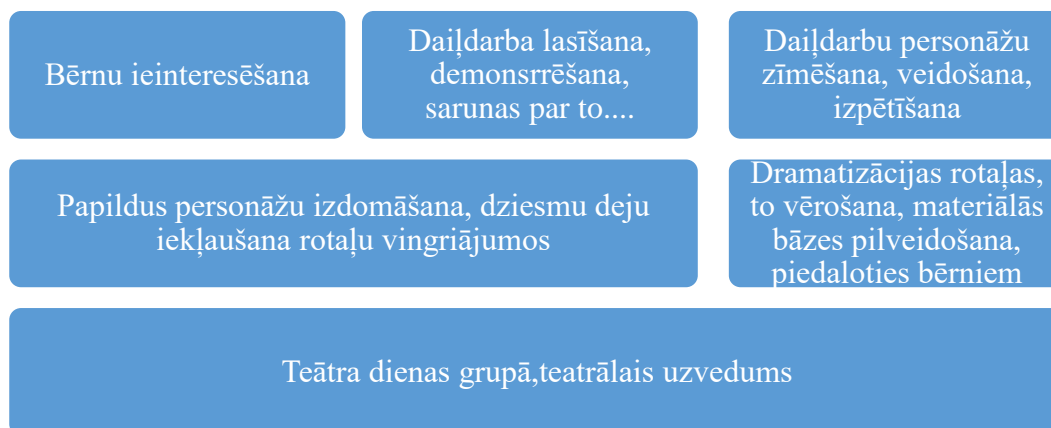 Bērnu ieinteresēšana
Daiļdarba lasīšana,
demonsrrēšana,
sarunas par to....
Daiļdarbu personāžu
zīmēšana, veidošana,
izpētīšana
Papildus personāžu izdomāšana, dziesmu deju
iekļaušana rotaļu vingriājumos
Dramatizācijas rotaļas,
to vērošana, materiālās
bāzes pilveidošana,
piedaloties bērniem
Teātra dienas grupā,teatrālais uzvedums